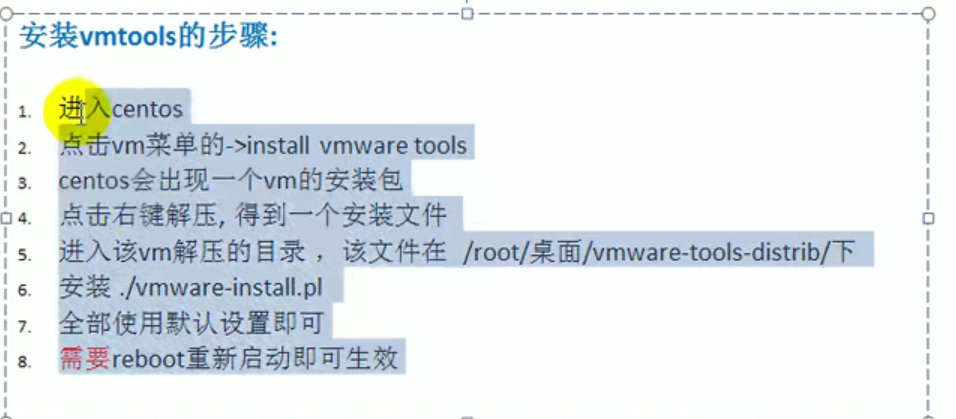 安装vmtools的步骤:
1. 进入centos
2. 点击vm菜单的->install vmware tools
3. centos会出现一个vm的安装包
4. 点击右键解压, 得到一个安装文件
5. 进入该vm解压的目录 ，该文件在 /root/桌面/vmware-tools-distrib/下
6. 安装 ./vmware-install.pl
7. 全部使用默认设置即可
8. 需要reboot重新启动即可生效